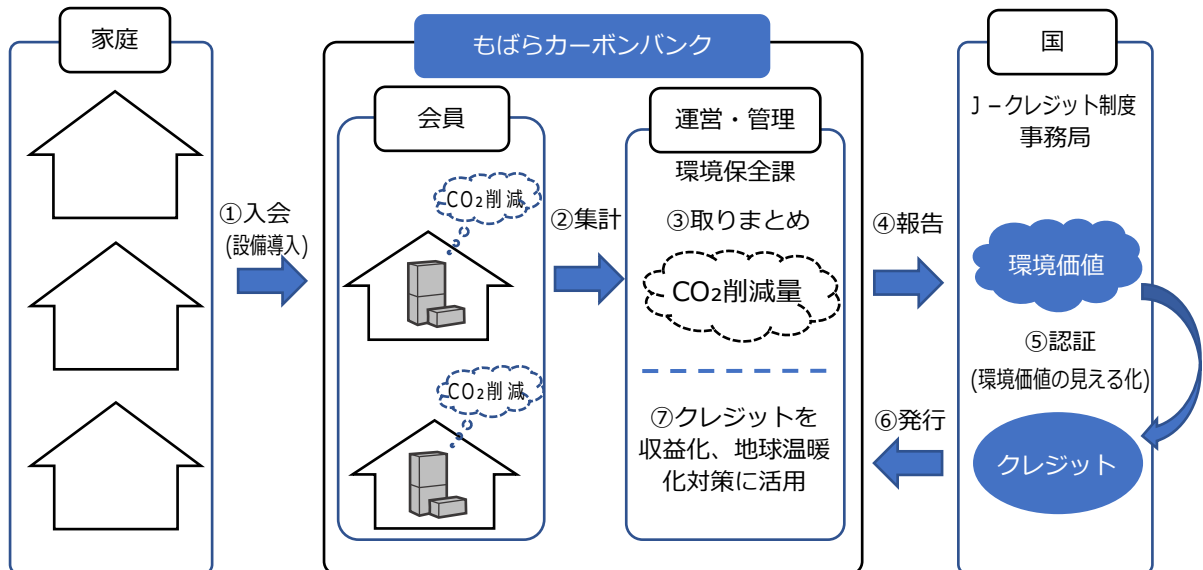 家庭
①入会
(設備導入)
もばらカーボンバンク
会員
CO₂削減
CO₂削減
②集計
運営・管理
環境保全課
③取りまとめ
CO₂削減量
⑦クレジットを
収益化、地球温暖
化対策に活用
④報告
⑥発行
国
J－クレジット制度
事務局
環境価値
⑤認証
(環境価値の見える化)
クレジット